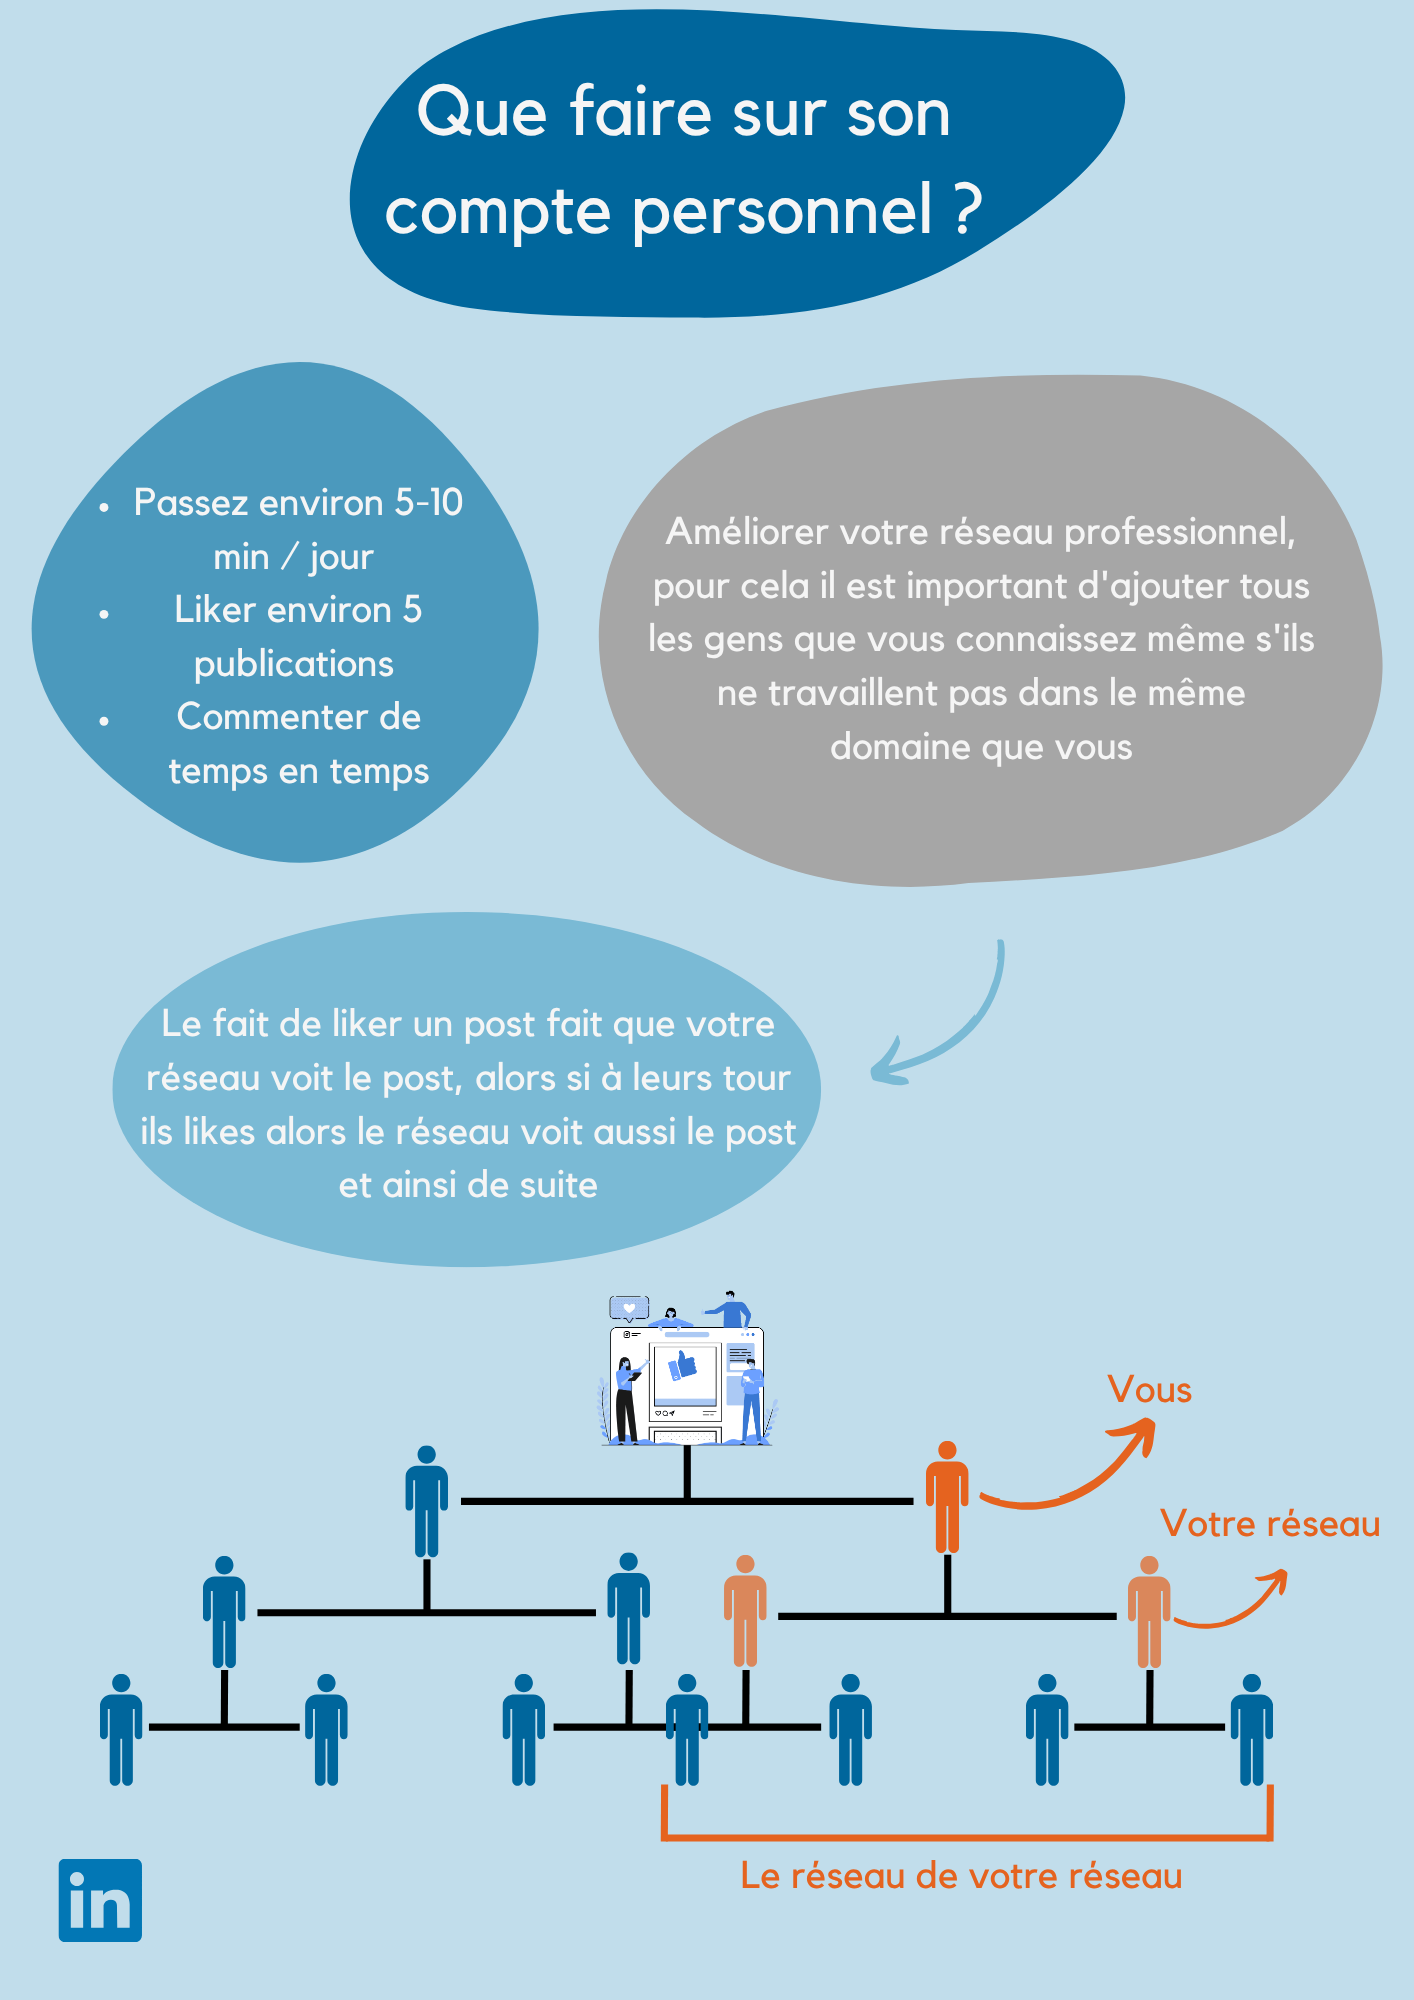 Que faire sur son
compte personnel ?
• Passez environ 5-10
min / jour
• Liker environ 5
publications
• Commenter de
temps en temps
Améliorer votre réseau professionnel,
pour cela il est important d'ajouter tous
les gens que vous connaissez même s'ils
ne travaillent pas dans le même
domaine que vous
Le fait de liker un post fait que votre
réseau voit le post, alors si à leurs tour
ils likes alors le réseau voit aussi le post
et ainsi de suite
Vous
Votre réseau
Le réseau de votre réseau
in